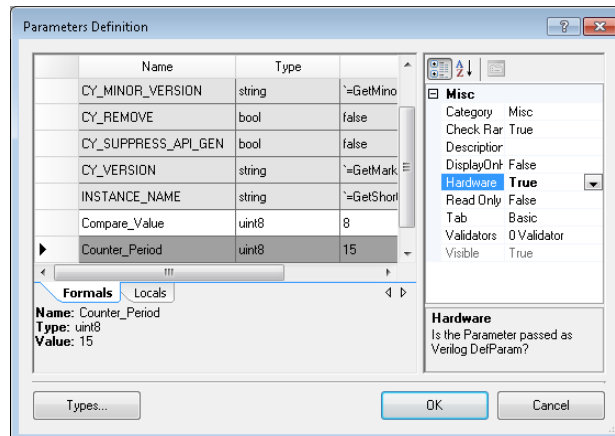 Parameters Definition
Name Type
CY_MINOR_VERSION string `=GetMino
CY_REMOVE bool false
CY_SUPPRESS_API_GEN bool false
CY_VERSION string `=GetMark
INSTANCE_NAME string `=GetShort
Compare_Value uint8 8
Counter_Period uint8 15
Formals Locals
Name: Counter_Period
Type: uint8
Value: 15
Misc
Category Misc
Check Rar True
Description
DisplayOnl False
Hardware True
Read Only False
Tab Basic
Validators 0 Validator
Visible True
Hardware
Is the Parameter passed as
Verilog DefParam?
Types... OK Cancel